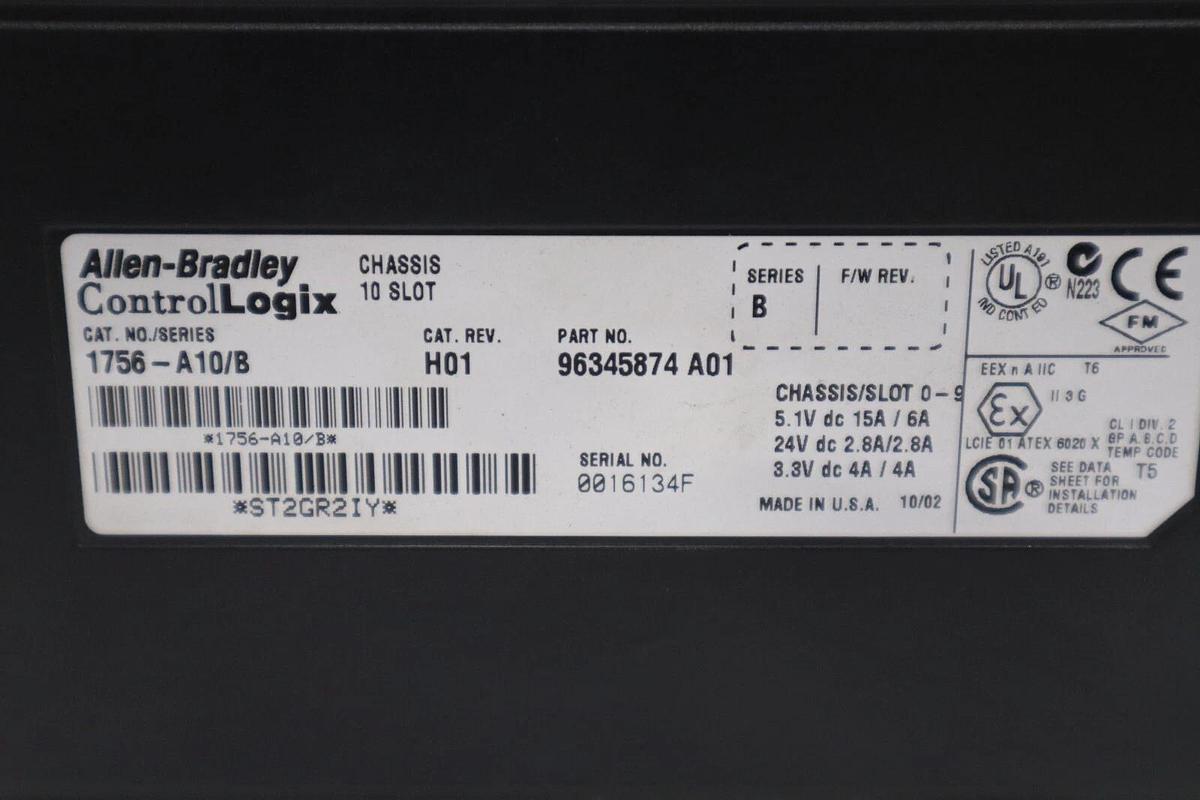 Allen-Bradley
ControlLogix
CHASSIS
10 SLOT
CAT. NO./SERIES
1756-A10/B
CAT. REV.
H01
PART NO.
96345874 A01
*1756-A10/B*
*ST2GR2IY*
SERIAL NO.
0016134F
SERIES
B
F/W REV.
CHASSIS/SLOT 0-9
5.1V dc 15A / 6A
24V dc 2.8A/2.8A
3.3V dc 4A / 4A
MADE IN U.S.A. 10/02
LISTED A197
UL ®
IND CONT EQ
N223
CE
FM
APPROVED
EEX n A IIC T6
Ex II 3 G
LCIE 01 ATEX 6020 X
CL I DIV. 2
GP A.B.C.D
TEMP CODE
T5
SA ®
SEE DATA
SHEET FOR
INSTALLATION
DETAILS